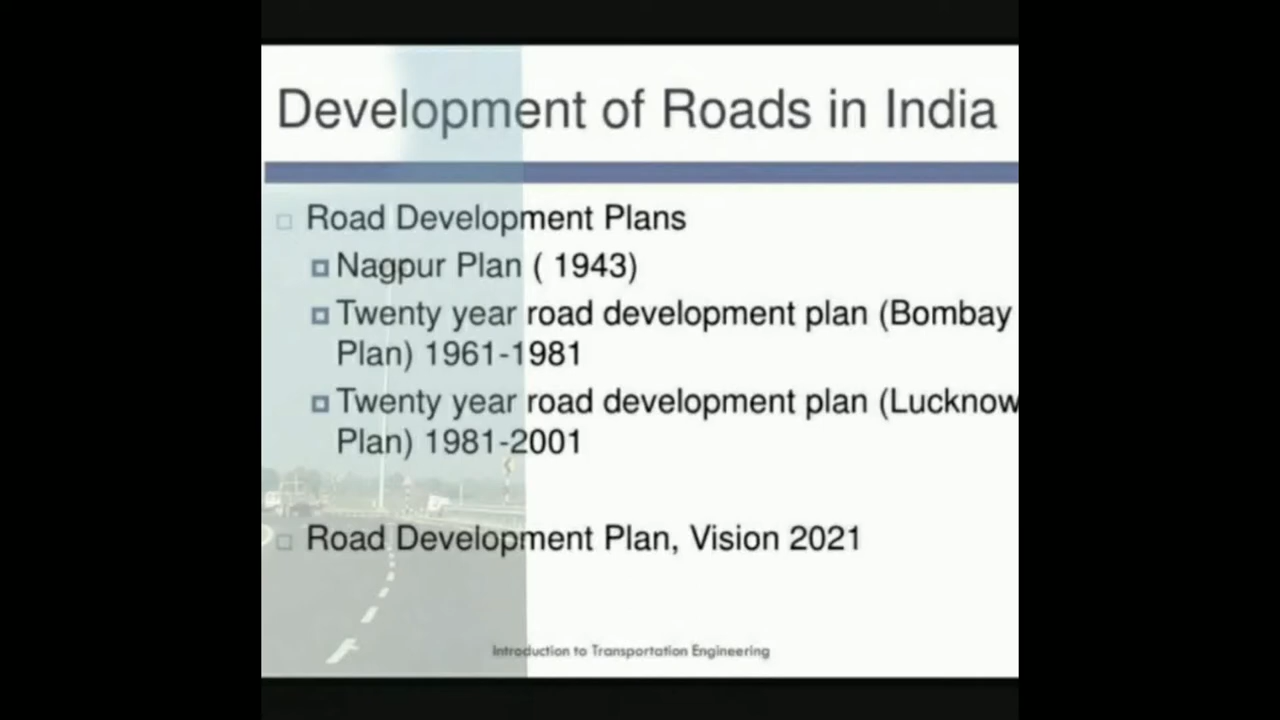 Development of Roads in India
Road Development Plans
Nagpur Plan ( 1943)
Twenty year road development plan (Bombay
Plan) 1961-1981
Twenty year road development plan (Lucknow
Plan) 1981-2001
Road Development Plan, Vision 2021
Introduction to Transportation Engineering